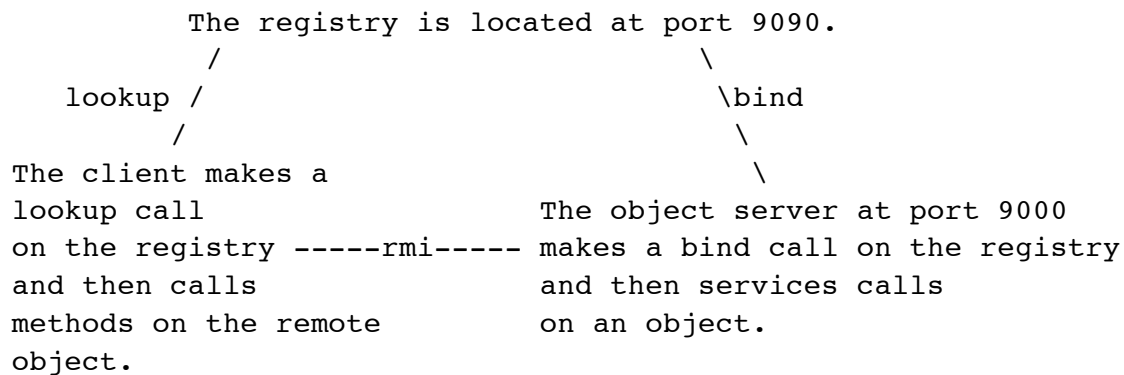 The registry is located at port 9090.
/ \
lookup / \bind
/ \
The client makes a \
lookup call The object server at port 9000
on the registry -----rmi----- makes a bind call on the registry
and then calls and then services calls
methods on the remote on an object.
object.